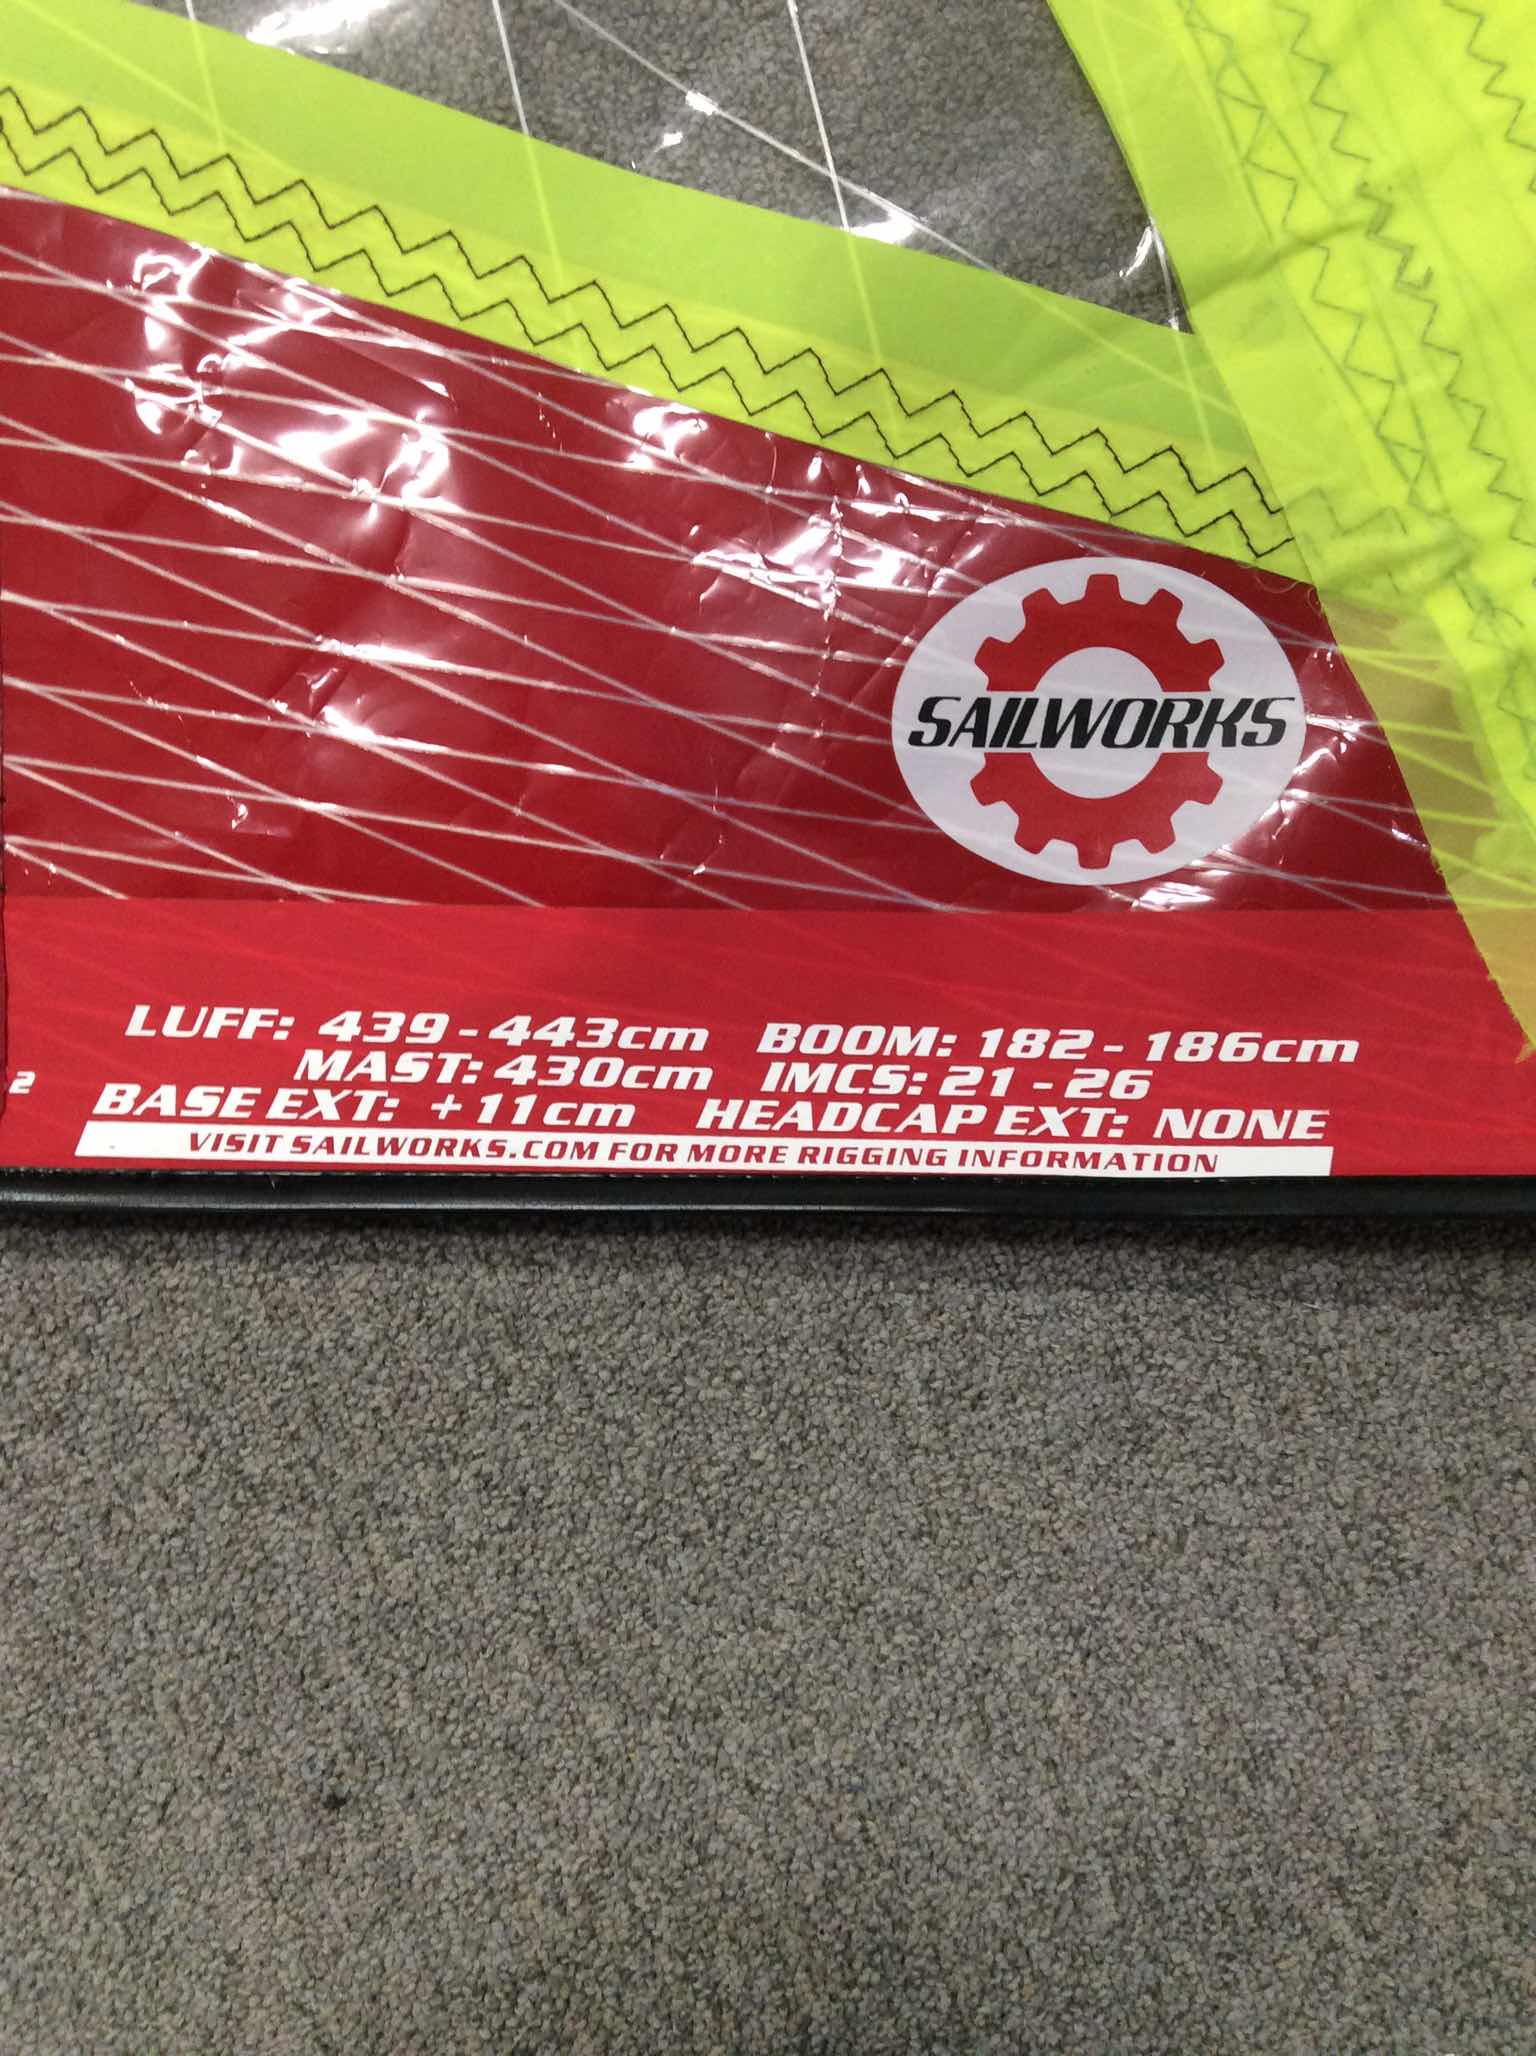 SAILWORKS
LUFF: 439 - 443cm BOOM: 182 - 186cm
MAST: 430cm IMCS: 21 - 26
2
BASE EXT: +11cm HEADCAP EXT: NONE
VISIT SAILWORKS.COM FOR MORE RIGGING INFORMATION